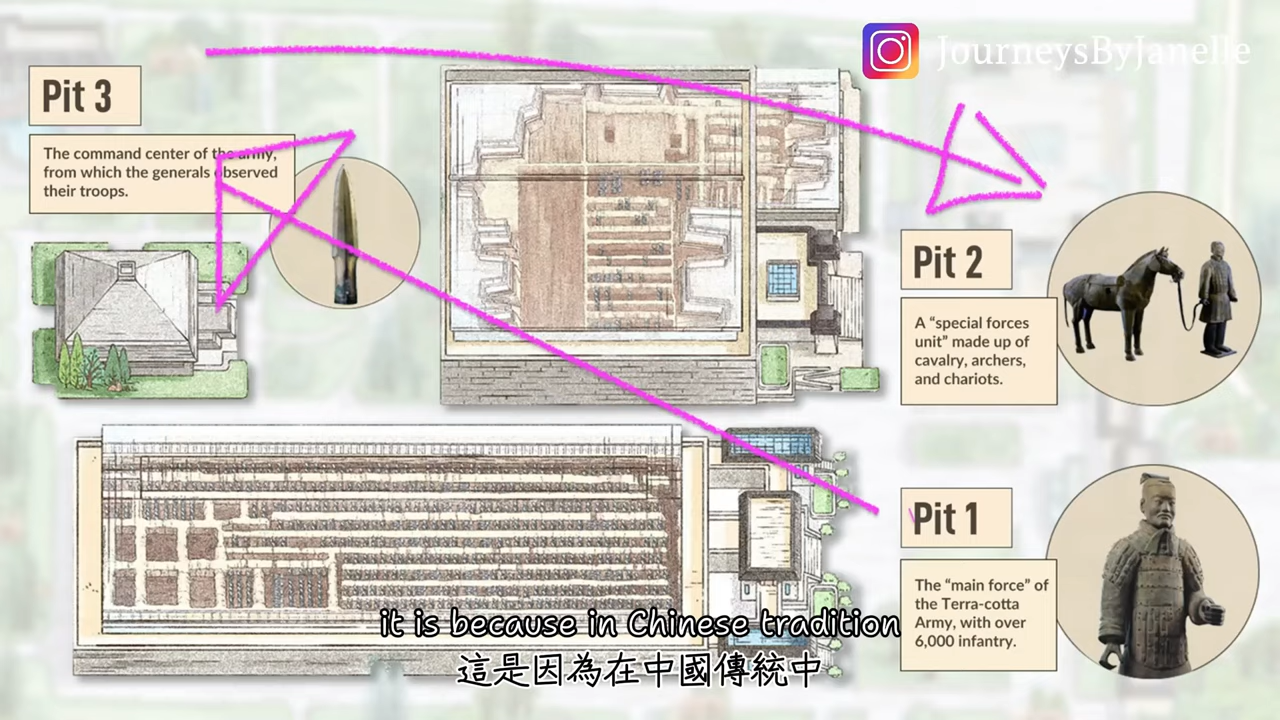 JourneysByJanelle
Pit 3
The command center of the army,
from which the generals observed
their troops.
Pit 2
A “special forces
unit” made up of
cavalry, archers,
and chariots.
Pit 1
The “main force” of
the Terra-cotta
Army, with over
6,000 infantry.
it is because in Chinese tradition
這是因為在中國傳統中